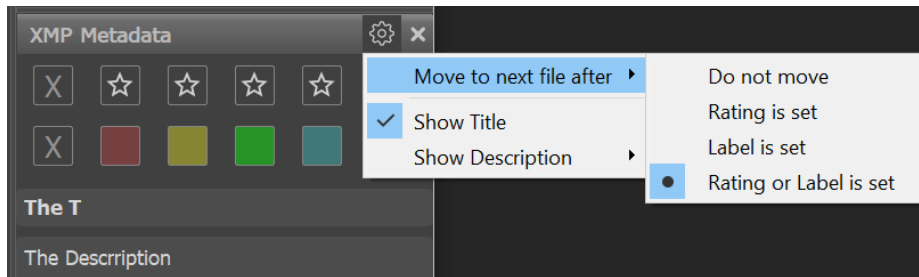 XMP Metadata
X
X
The T
The Descrription
Move to next file after
Show Title
Show Description
Do not move
Rating is set
Label is set
Rating or Label is set